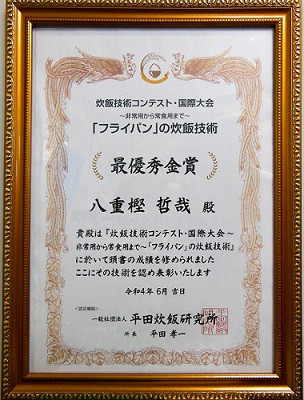 炊飯技術コンテスト・国際大会
〜非常用から常食用まで〜
「フライパン」の炊飯技術
最優秀金賞
八重樫 哲哉 殿
貴殿は『炊飯技術コンテスト・国際大会〜
非常用から常食用まで〜「フライパン」の炊飯技術』
に於いて頭書の成績を修められました
ここにその技術を認め表彰いたします
令和4年 6月 吉日
<認定機関>
一般社団法人 平田炊飯研究所
所長 平田 孝一